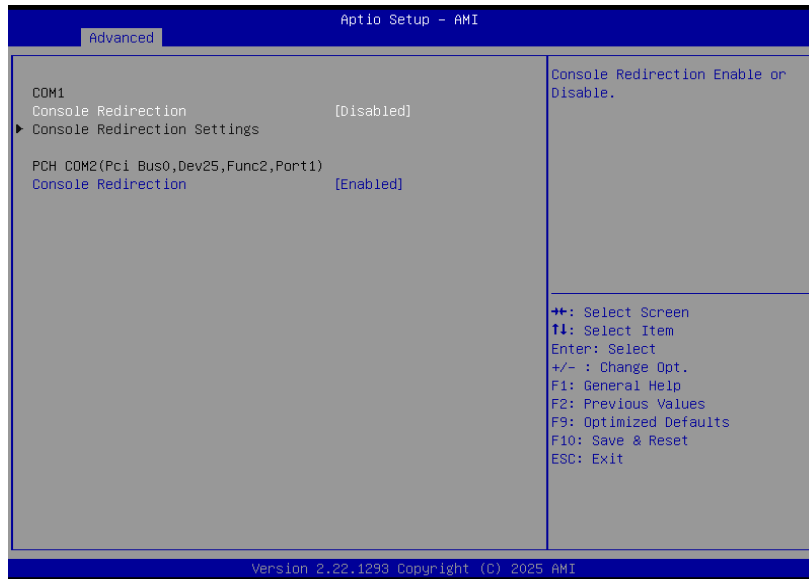 Aptio Setup – AMI
Advanced
COM1
Console Redirection [Disabled]
Console Redirection Settings
PCH COM2(Pci Bus0,Dev25,Func2,Port1)
Console Redirection [Enabled]
Console Redirection Enable or
Disable.
→←: Select Screen
↑↓: Select Item
Enter: Select
+/- : Change Opt.
F1: General Help
F2: Previous Values
F9: Optimized Defaults
F10: Save & Reset
ESC: Exit
Version 2.22.1293 Copyright (C) 2025 AMI